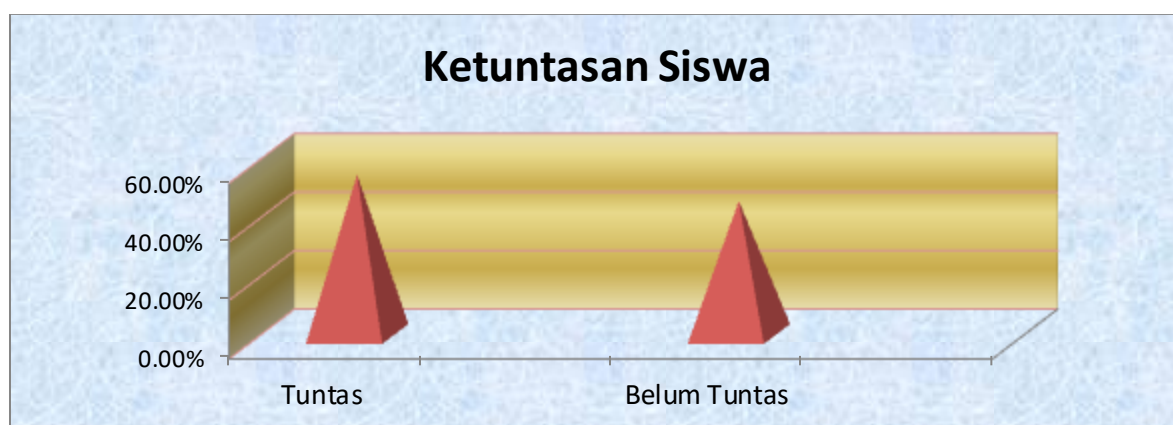 Ketuntasan Siswa
60.00%
40.00%
20.00%
0.00%
Tuntas
Belum Tuntas